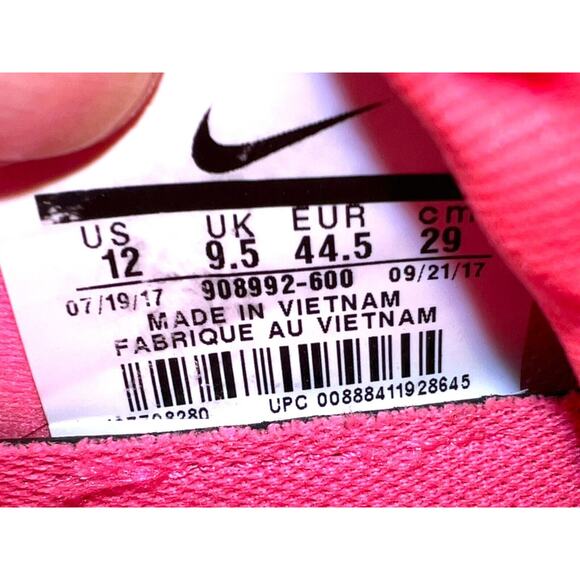 US UK EUR cm
12 9.5 44.5 29
07/19/17 908992-600 09/21/17
MADE IN VIETNAM
FABRIQUE AU VIETNAM
UPC 00888411928645